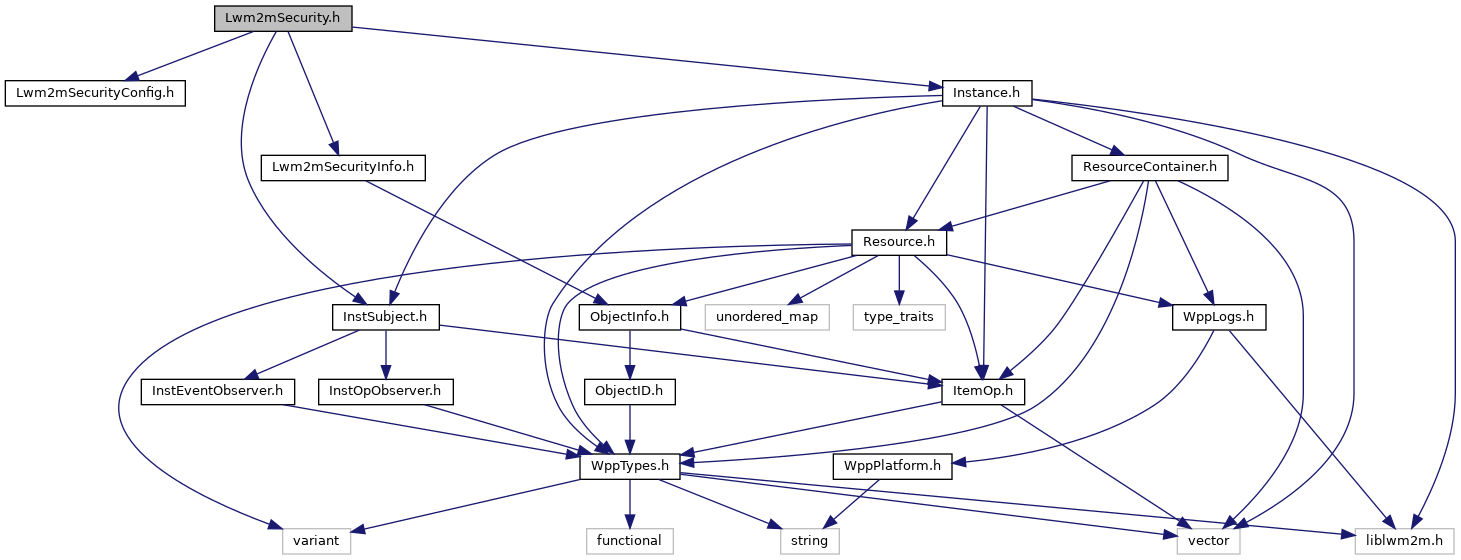 Lwm2mSecurity.h
Lwm2mSecurityConfig.h
Instance.h
Lwm2mSecurityInfo.h
ResourceContainer.h
Resource.h
InstSubject.h
ObjectInfo.h
unordered_map
type_traits
WppLogs.h
InstEventObserver.h
InstOpObserver.h
ObjectID.h
ItemOp.h
WppTypes.h
WppPlatform.h
variant
functional
string
vector
liblwm2m.h